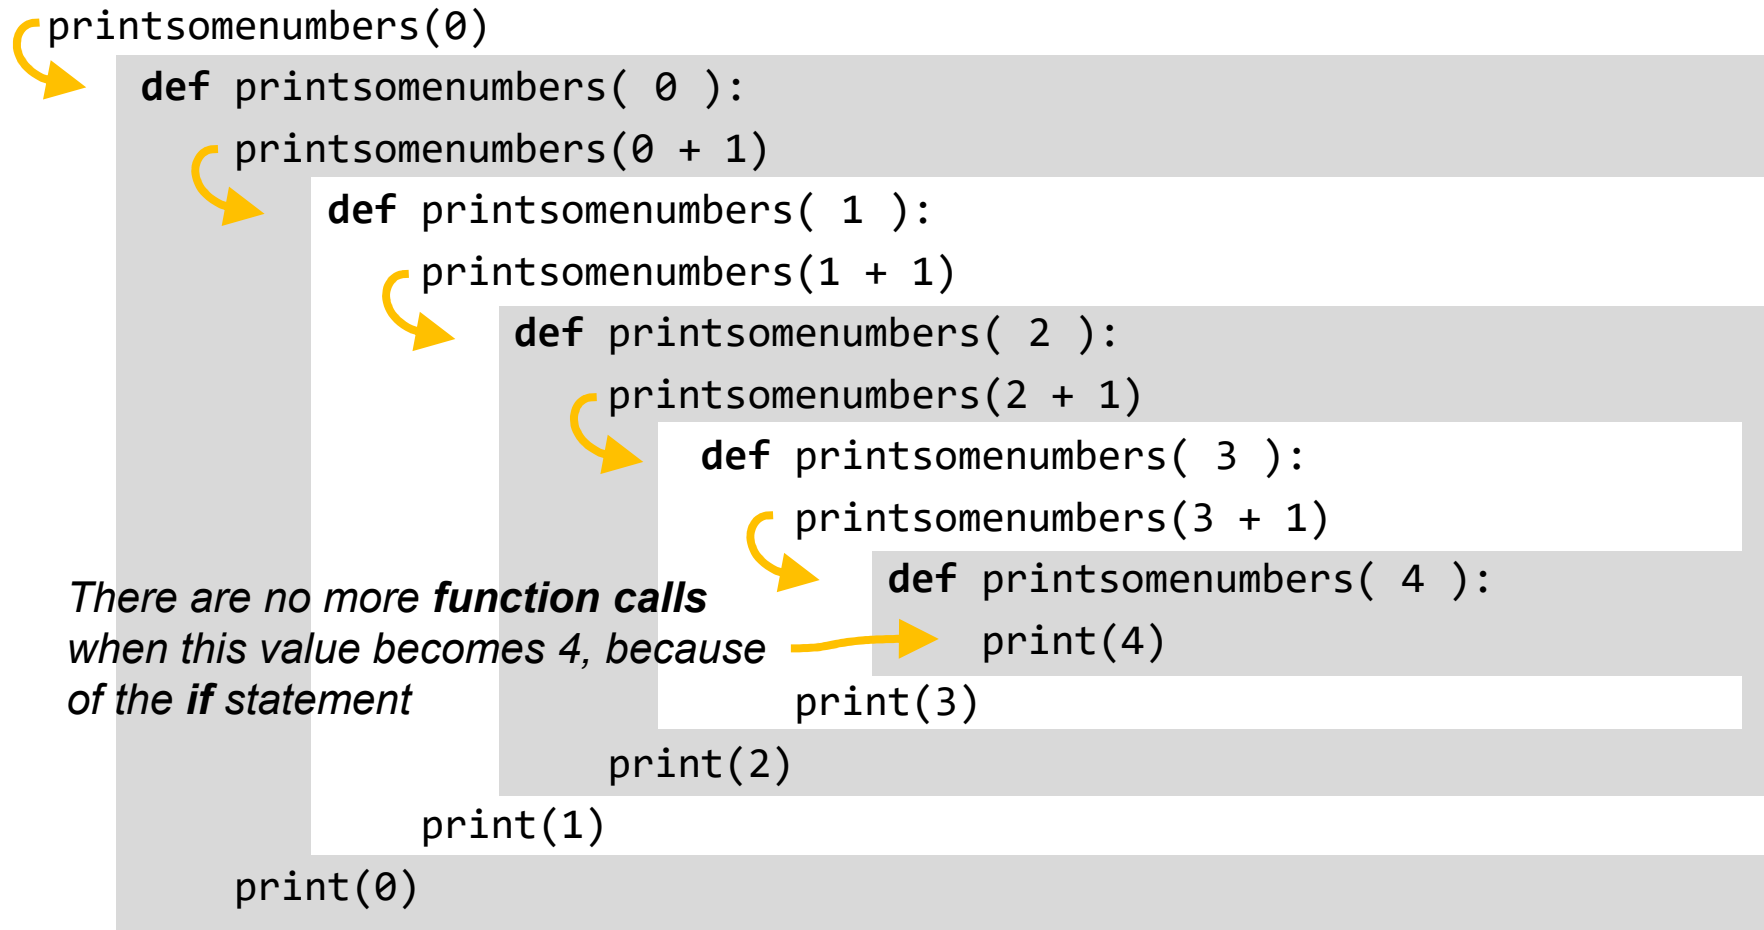 printsomenumbers(0)
def printsomenumbers( 0 ):
printsomenumbers(0 + 1)
def printsomenumbers( 1 ):
printsomenumbers(1 + 1)
def printsomenumbers( 2 ):
printsomenumbers(2 + 1)
def printsomenumbers( 3 ):
printsomenumbers(3 + 1)
def printsomenumbers( 4 ):
There are no more function calls
when this value becomes 4, because
of the if statement
print(4)
print(3)
print(2)
print(1)
print(0)